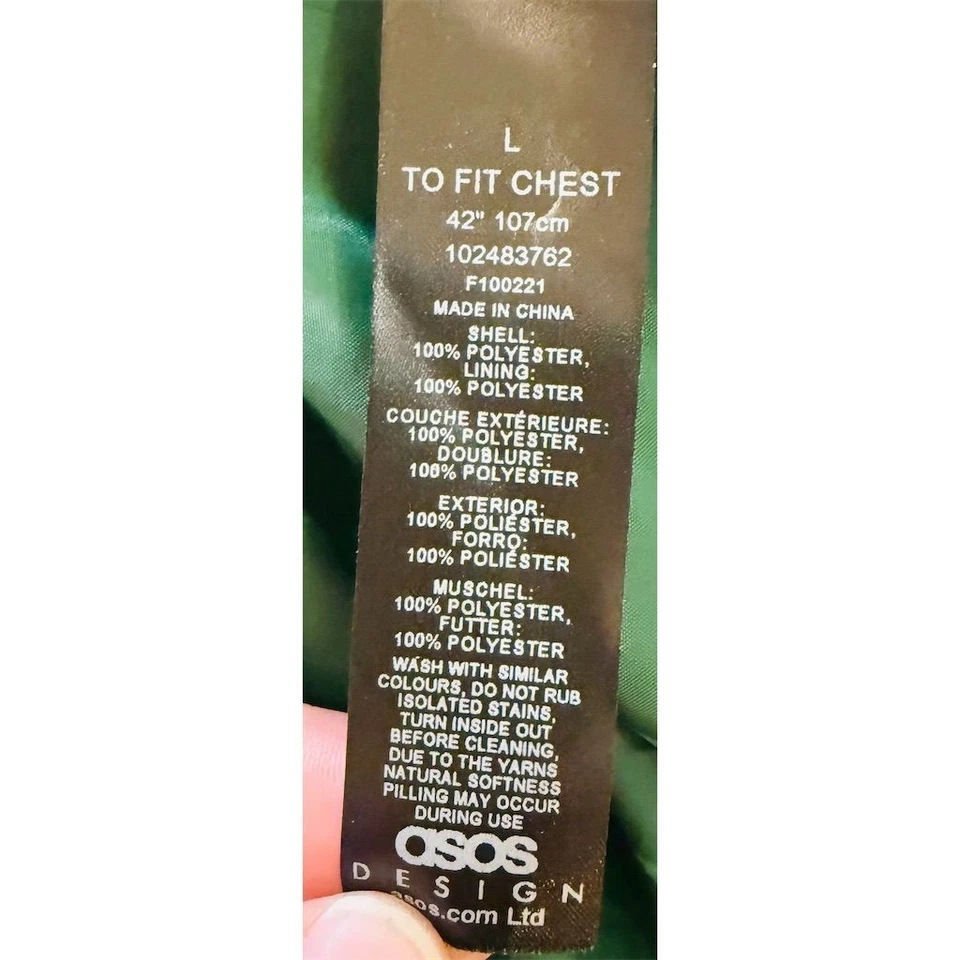 L
TO FIT CHEST
42" 107cm
102483762
F100221
MADE IN CHINA
SHELL:
100% POLYESTER,
LINING:
100% POLYESTER
COUCHE EXTÉRIEURE:
100% POLYESTER,
DOUBLURE:
100% POLYESTER
EXTERIOR:
100% POLIÉSTER,
FORRO:
100% POLIÉSTER
MUSCHEL:
100% POLYESTER,
FUTTER:
100% POLYESTER
WASH WITH SIMILAR
COLOURS, DO NOT RUB
ISOLATED STAINS,
TURN INSIDE OUT
BEFORE CLEANING,
DUE TO THE YARNS
NATURAL SOFTNESS
PILLING MAY OCCUR
DURING USE
asos
DESIGN
asos.com Ltd